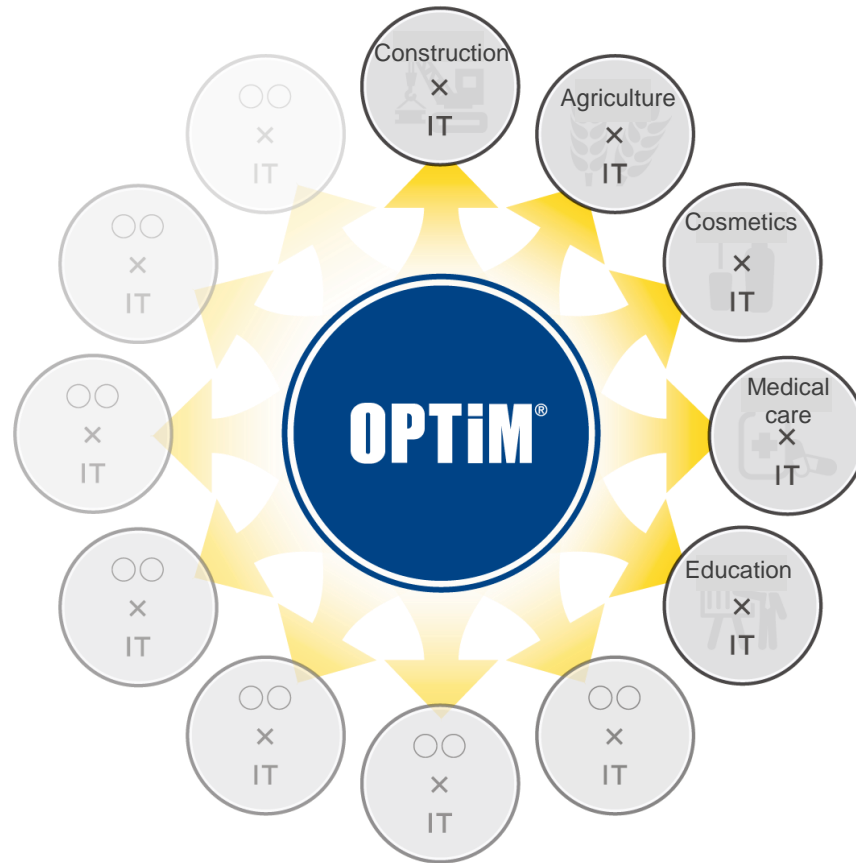 Construction
×
IT
Agriculture
×
IT
Cosmetics
×
IT
Medical
care
×
IT
Education
×
IT
○○
×
IT
○○
×
IT
○○
×
IT
○○
×
IT
○○
×
IT
○○
×
IT
○○
×
IT
OPTiM®